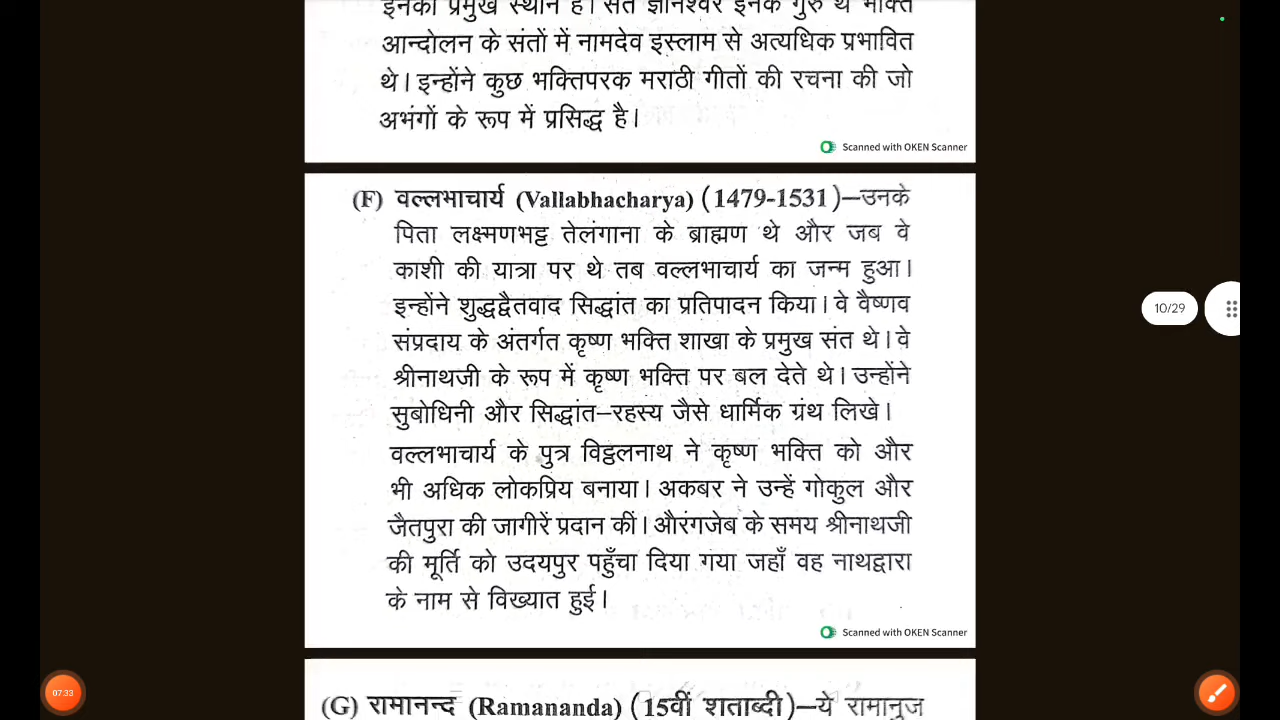 इनका प्रमुख स्थान है। संत ज्ञानेश्वर इनके गुरु थे भक्ति
आन्दोलन के संतों में नामदेव इस्लाम से अत्यधिक प्रभावित
थे। इन्होंने कुछ भक्तिपरक मराठी गीतों की रचना की जो
अभंगों के रूप में प्रसिद्ध है।
Scanned with OKEN Scanner
(F) वल्लभाचार्य (Vallabhacharya) (1479-1531)–उनके
पिता लक्ष्मणभट्ट तेलंगाना के ब्राह्मण थे और जब वे
काशी की यात्रा पर थे तब वल्लभाचार्य का जन्म हुआ।
इन्होंने शुद्धद्वैतवाद सिद्धांत का प्रतिपादन किया। वे वैष्णव
संप्रदाय के अंतर्गत कृष्ण भक्ति शाखा के प्रमुख संत थे। वे
श्रीनाथजी के रूप में कृष्ण भक्ति पर बल देते थे। उन्होंने
सुबोधिनी और सिद्धांत–रहस्य जैसे धार्मिक ग्रंथ लिखे।
वल्लभाचार्य के पुत्र विट्ठलनाथ ने कृष्ण भक्ति को और
भी अधिक लोकप्रिय बनाया। अकबर ने उन्हें गोकुल और
जैतपुरा की जागीरें प्रदान कीं। औरंगजेब के समय श्रीनाथजी
की मूर्ति को उदयपुर पहुँचा दिया गया जहाँ वह नाथद्वारा
के नाम से विख्यात हुई।
Scanned with OKEN Scanner
(G) रामानन्द (Ramananda) (15वीं शताब्दी)–ये रामानुज
10/29
07:33